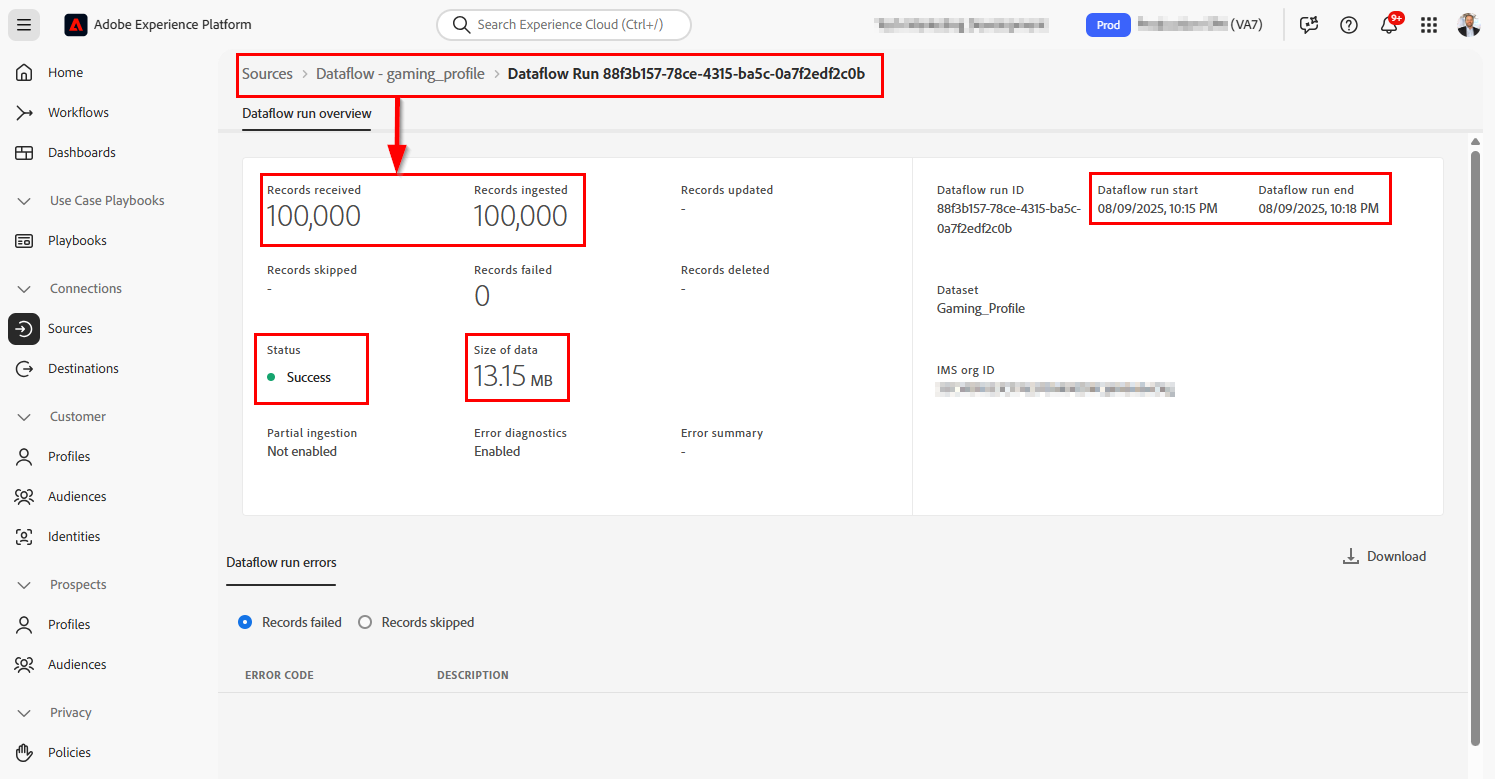 Adobe Experience Platform
Search Experience Cloud (Ctrl+/)
Prod
(VA7)
9+
Home
Workflows
Dashboards
Use Case Playbooks
Playbooks
Connections
Sources
Destinations
Customer
Profiles
Audiences
Identities
Prospects
Profiles
Audiences
Privacy
Policies
Sources > Dataflow - gaming_profile > Dataflow Run 88f3b157-78ce-4315-ba5c-0a7f2edf2c0b
Dataflow run overview
Records received
100,000
Records ingested
100,000
Records updated
-
Records skipped
-
Records failed
0
Records deleted
-
Status
Success
Size of data
13.15 MB
Partial ingestion
Not enabled
Error diagnostics
Enabled
Error summary
-
Dataflow run ID
88f3b157-78ce-4315-ba5c-
0a7f2edf2c0b
Dataflow run start
08/09/2025, 10:15 PM
Dataflow run end
08/09/2025, 10:18 PM
Dataset
Gaming_Profile
IMS org ID
Dataflow run errors
Download
Records failed
Records skipped
ERROR CODE
DESCRIPTION